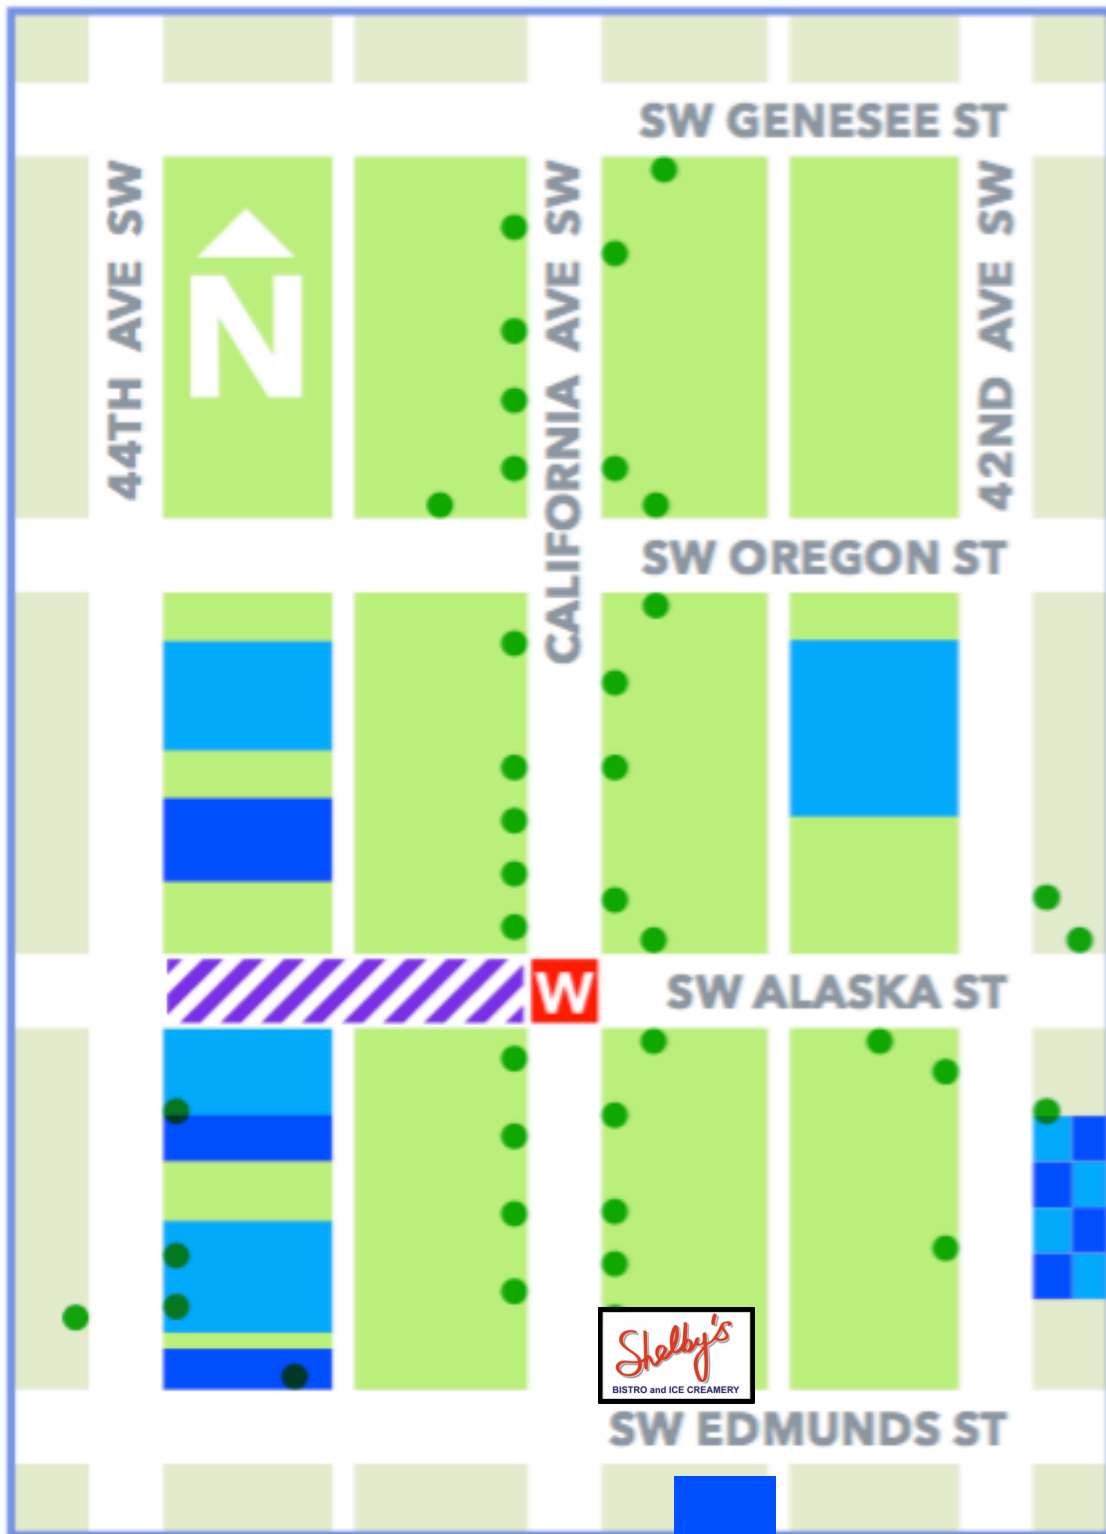 SW GENESEE ST
44TH AVE SW
CALIFORNIA AVE SW
42ND AVE SW
N
SW OREGON ST
W
SW ALASKA ST
Shelby's
BISTRO and ICE CREAMERY
SW EDMUNDS ST